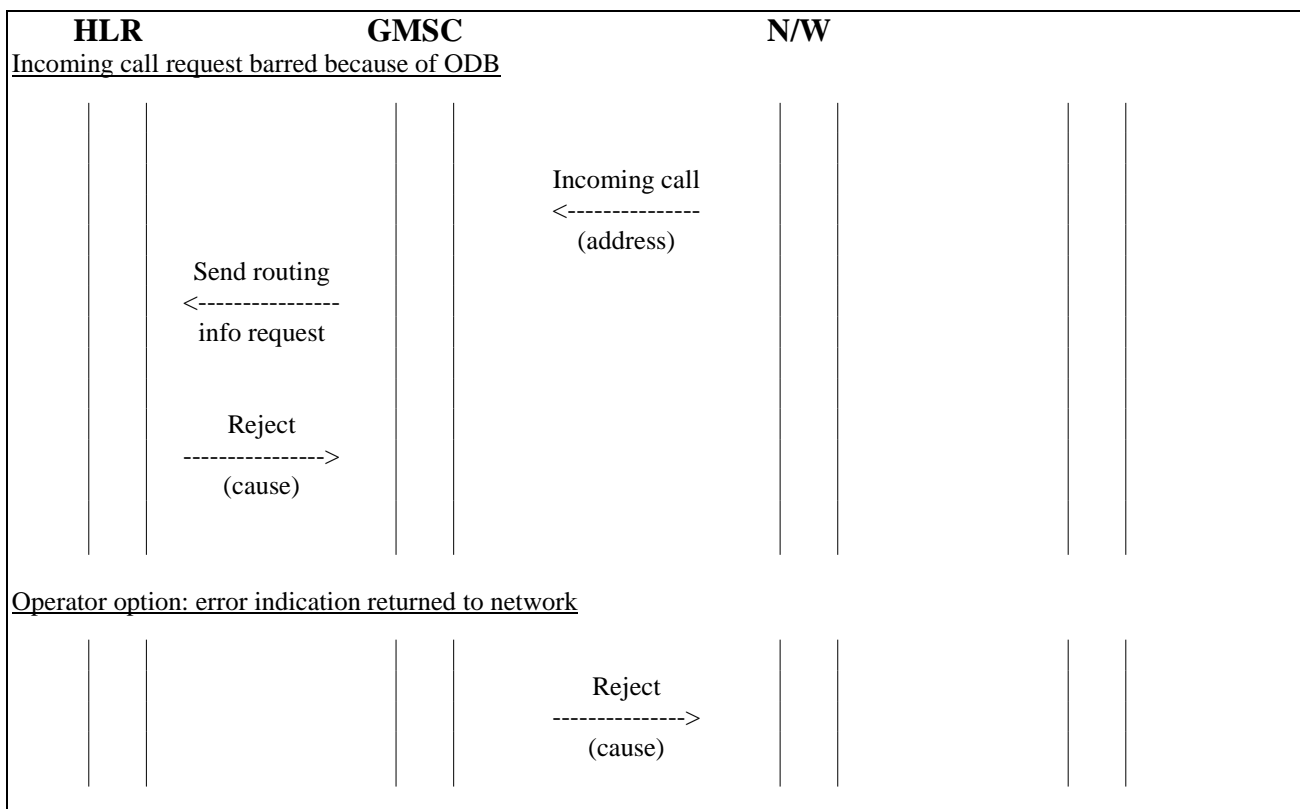 HLR GMSC N/W
Incoming call request barred because of ODB
Incoming call
<---------------
(address)
Send routing
<----------------
info request
Reject
---------------->
(cause)
Operator option: error indication returned to network
Reject
--------------->
(cause)